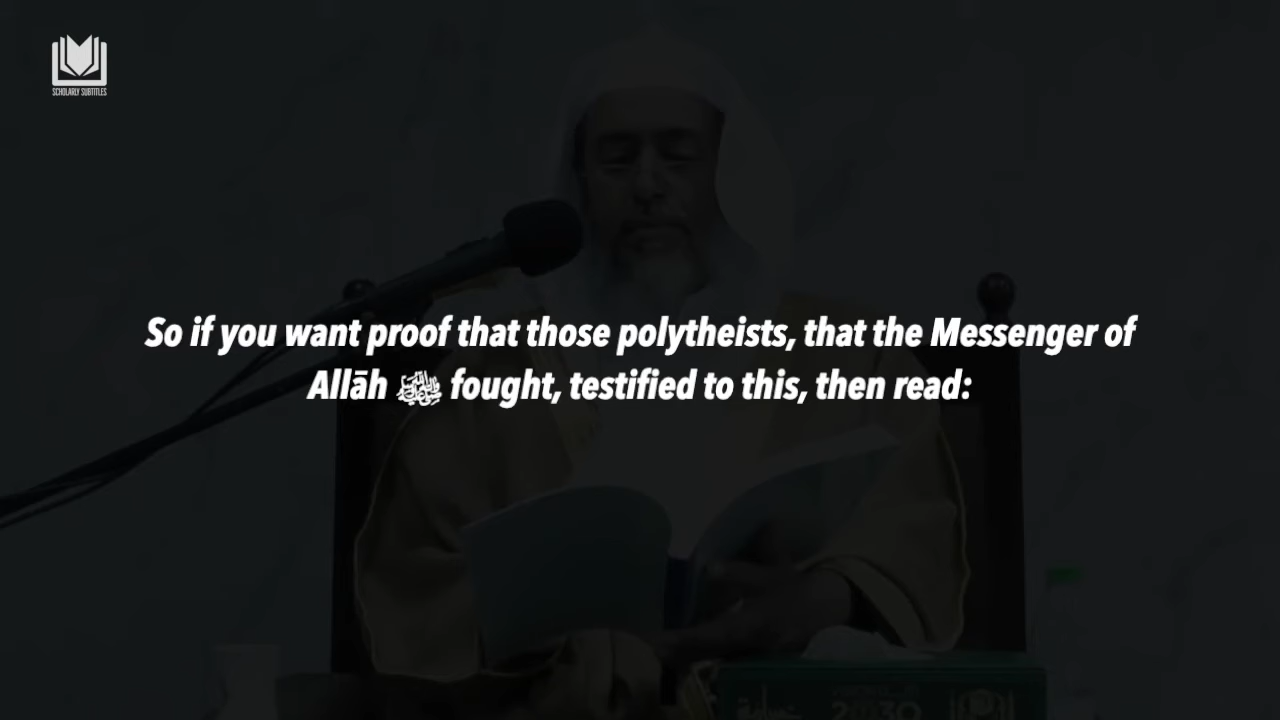 SCHOLARLY SUBTITLES
So if you want proof that those polytheists, that the Messenger of
Allāh ﷺ fought, testified to this, then read: